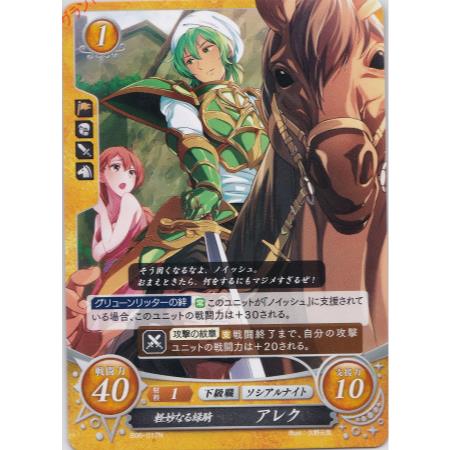 1
そう固くなるなよ、ノイッシュ。
おまえときたら、何をするにもマジメすぎるぜ！
グリューンリッターの絆 常 このユニットが「ノイッシュ」に支援されて
いる場合、このユニットの戦闘力は+30される。
攻撃の紋章 支 戦闘終了まで、自分の攻撃
ユニットの戦闘力は+20される。
戦闘力
40
1
下級職
ソシアルナイト
支援力
10
軽妙なる緑騎
アレク
B06-017N